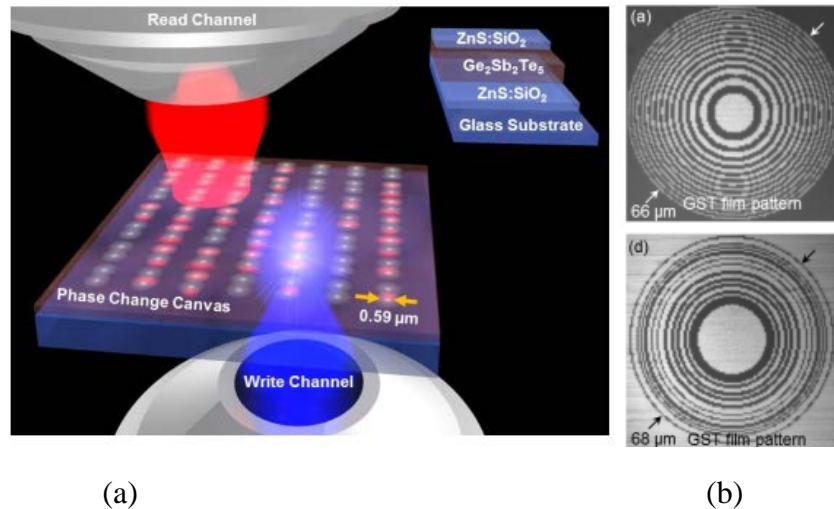 Read Channel
ZnS:SiO₂
Ge₂Sb₂Te₅
ZnS:SiO₂
Glass Substrate
Phase Change Canvas
0.59 µm
Write Channel
(a)
66 µm
GST film pattern
(d)
68 µm
GST film pattern
(a)
(b)